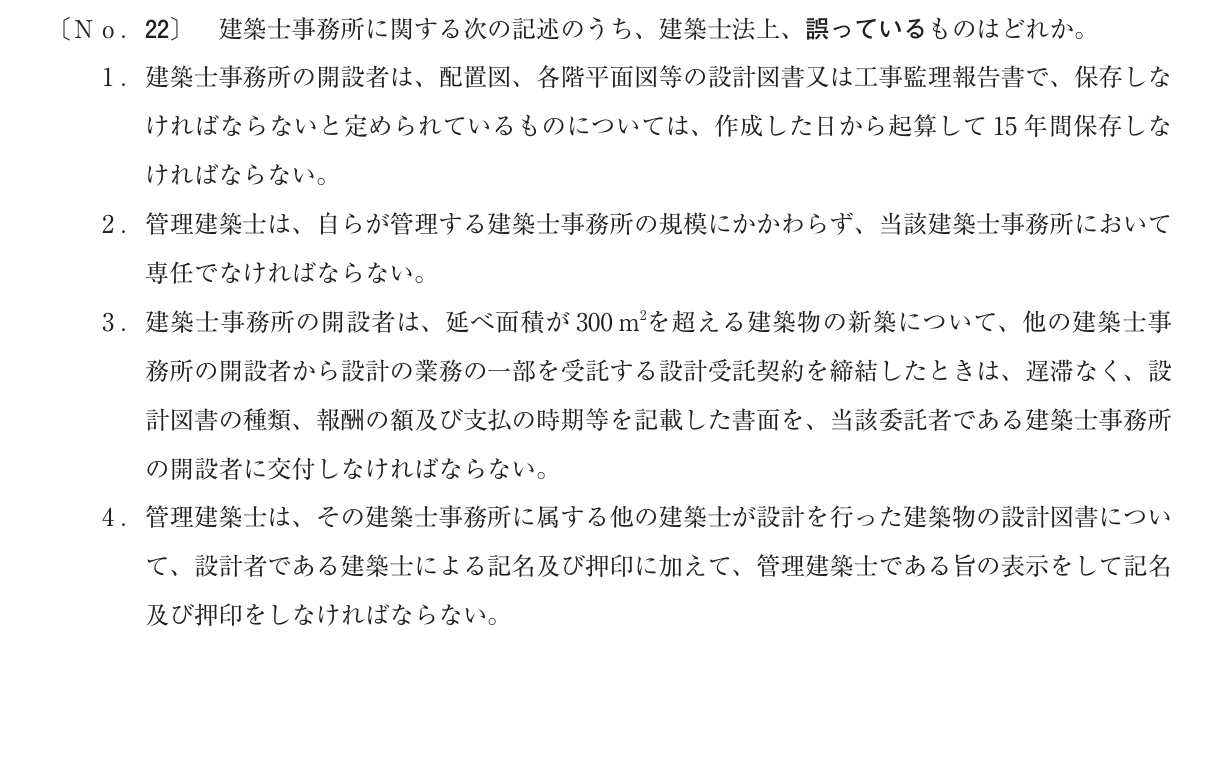 〔Ｎｏ．22〕　建築士事務所に関する次の記述のうち、建築士法上、誤っているものはどれか。
1．建築士事務所の開設者は、配置図、各階平面図等の設計図書又は工事監理報告書で、保存しな
ければならないと定められているものについては、作成した日から起算して 15 年間保存しな
ければならない。
2．管理建築士は、自らが管理する建築士事務所の規模にかかわらず、当該建築士事務所において
専任でなければならない。
3．建築士事務所の開設者は、延べ面積が 300 m²を超える建築物の新築について、他の建築士事
務所の開設者から設計の業務の一部を受託する設計受託契約を締結したときは、遅滞なく、設
計図書の種類、報酬の額及び支払の時期等を記載した書面を、当該委託者である建築士事務所
の開設者に交付しなければならない。
4．管理建築士は、その建築士事務所に属する他の建築士が設計を行った建築物の設計図書につい
て、設計者である建築士による記名及び押印に加えて、管理建築士である旨の表示をして記名
及び押印をしなければならない。